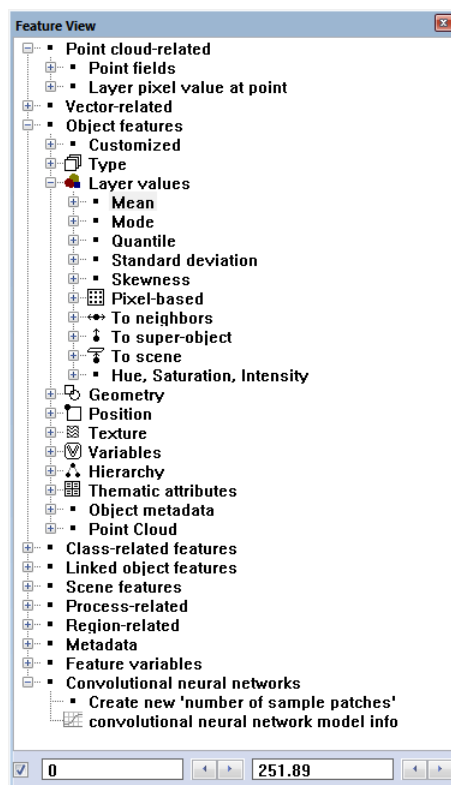 Feature View
Point cloud-related
Point fields
Layer pixel value at point
Vector-related
Object features
Customized
Type
Layer values
Mean
Mode
Quantile
Standard deviation
Skewness
Pixel-based
To neighbors
To super-object
To scene
Hue, Saturation, Intensity
Geometry
Position
Texture
Variables
Hierarchy
Thematic attributes
Object metadata
Point Cloud
Class-related features
Linked object features
Scene features
Process-related
Region-related
Metadata
Feature variables
Convolutional neural networks
Create new 'number of sample patches'
convolutional neural network model info
0 251.89